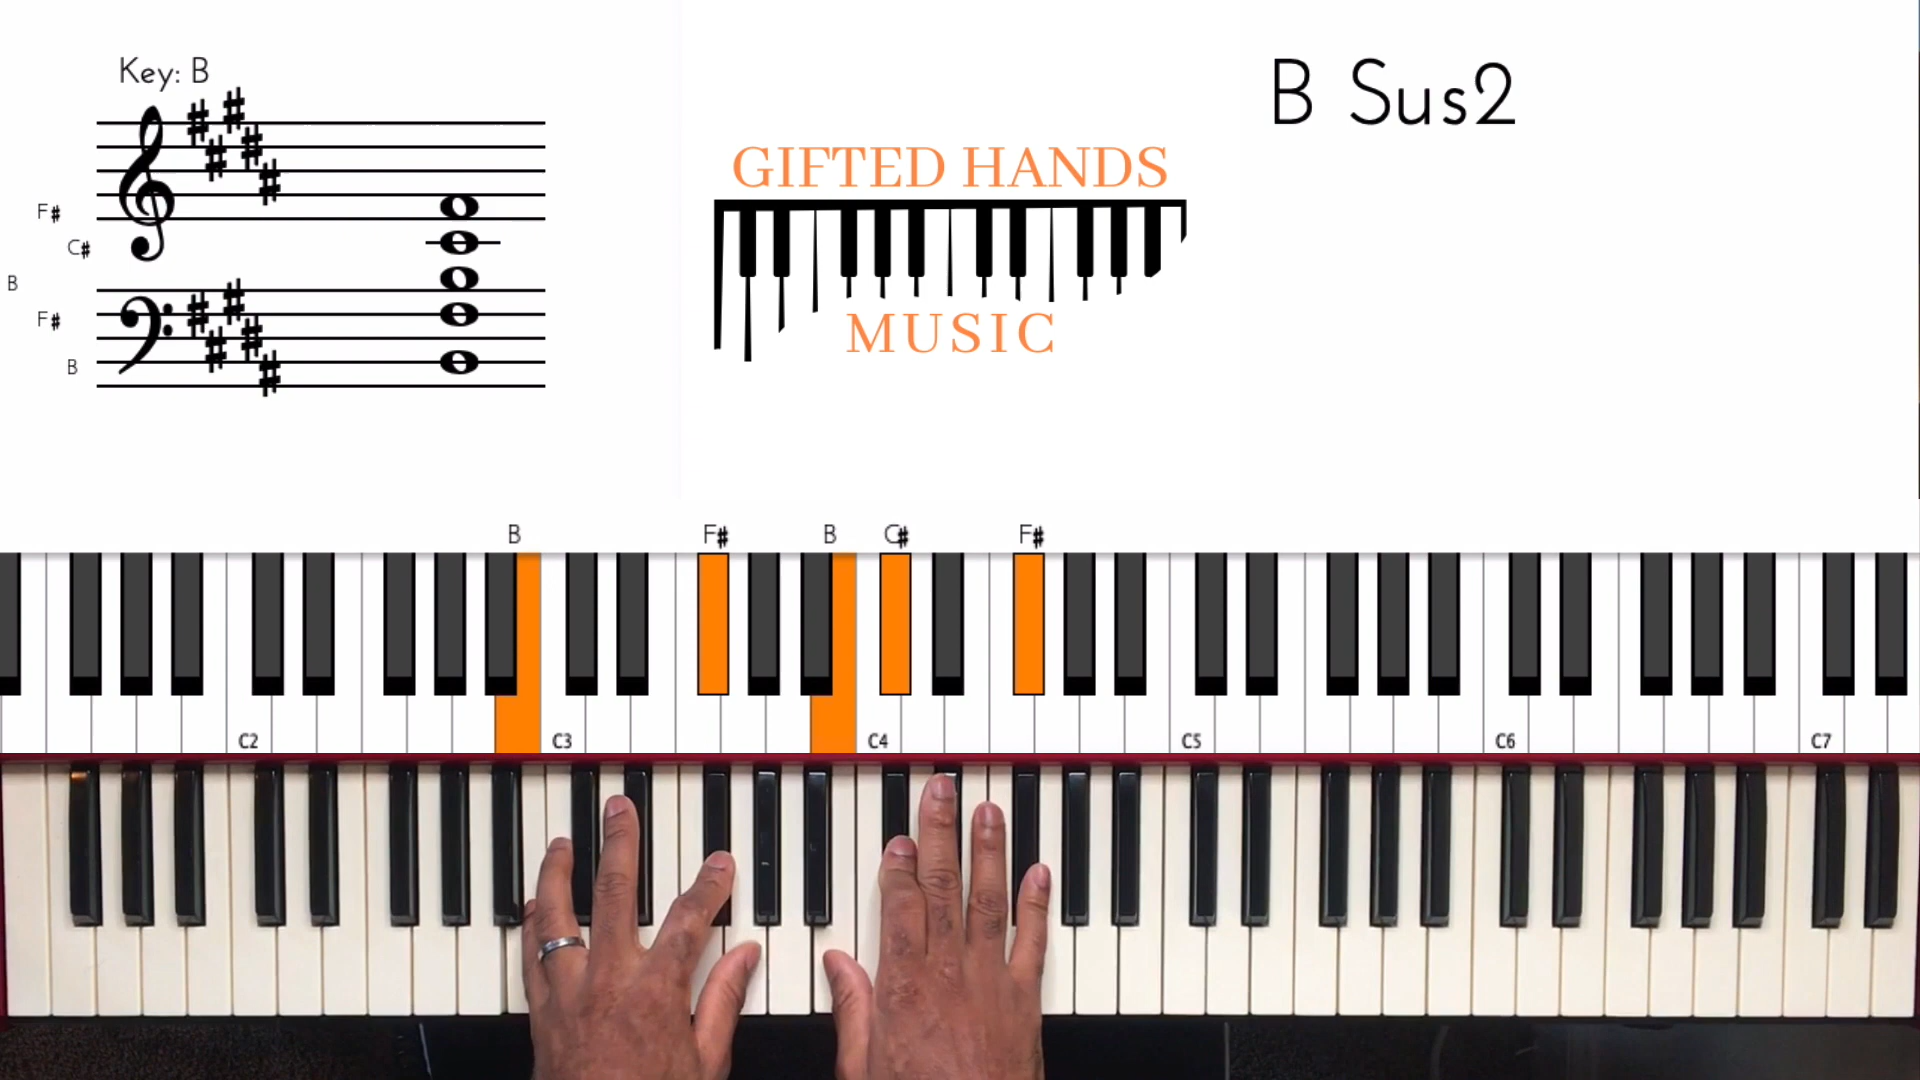 Key: B
B Sus2
GIFTED HANDS
MUSIC
F#
C#
B
F#
B
B F# B C# F#
C2 C3 C4 C5 C6 C7